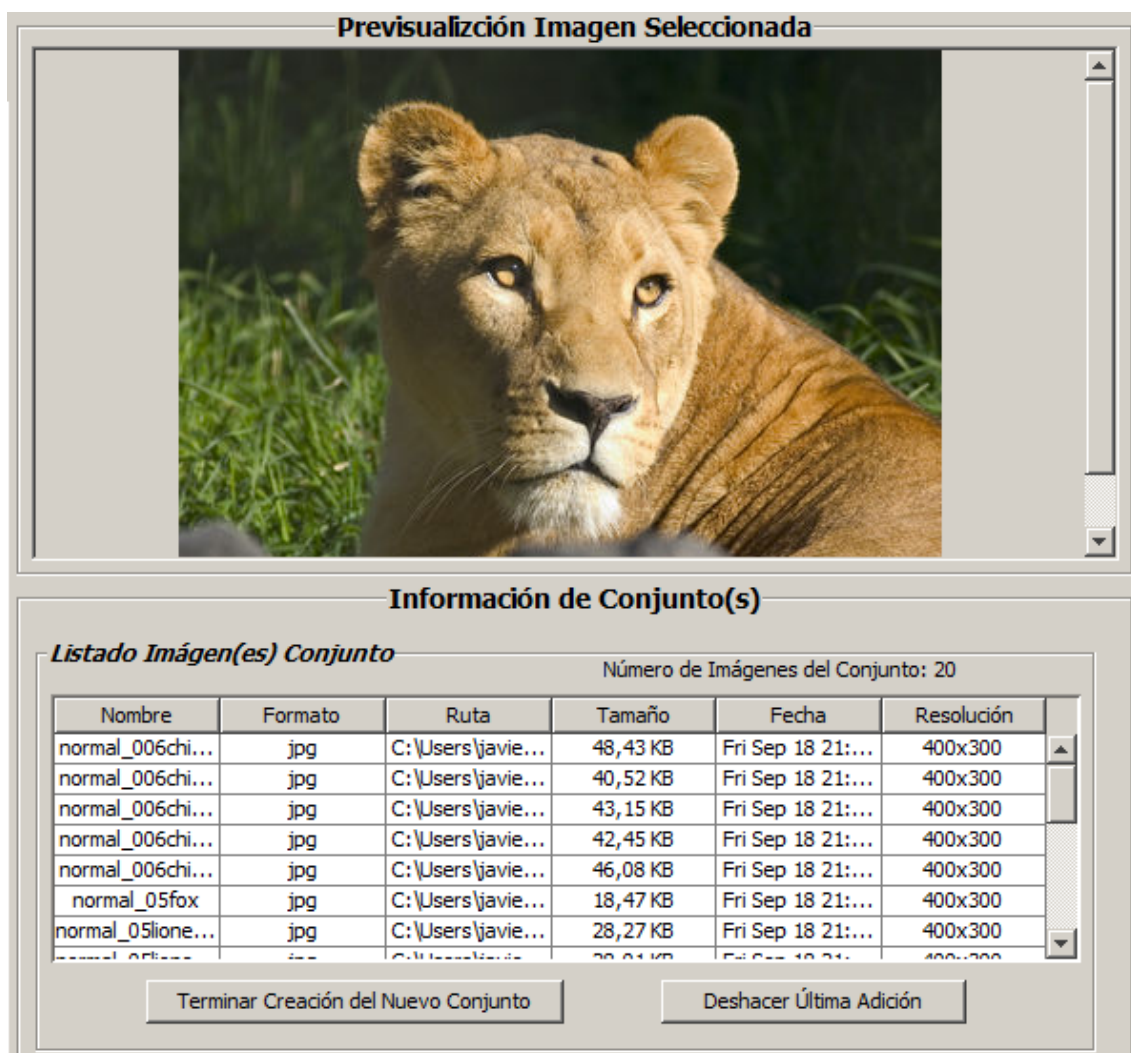 Previsualizción Imagen Seleccionada
Información de Conjunto(s)
Listado Imágen(es) Conjunto
Número de Imágenes del Conjunto: 20
Nombre Formato Ruta Tamaño Fecha Resolución
normal_006chi... jpg C:\Users\javie... 48,43 KB Fri Sep 18 21:... 400x300
normal_006chi... jpg C:\Users\javie... 40,52 KB Fri Sep 18 21:... 400x300
normal_006chi... jpg C:\Users\javie... 43,15 KB Fri Sep 18 21:... 400x300
normal_006chi... jpg C:\Users\javie... 42,45 KB Fri Sep 18 21:... 400x300
normal_006chi... jpg C:\Users\javie... 46,08 KB Fri Sep 18 21:... 400x300
normal_05fox jpg C:\Users\javie... 18,47 KB Fri Sep 18 21:... 400x300
normal_05lione... jpg C:\Users\javie... 28,27 KB Fri Sep 18 21:... 400x300
Terminar Creación del Nuevo Conjunto Deshacer Última Adición